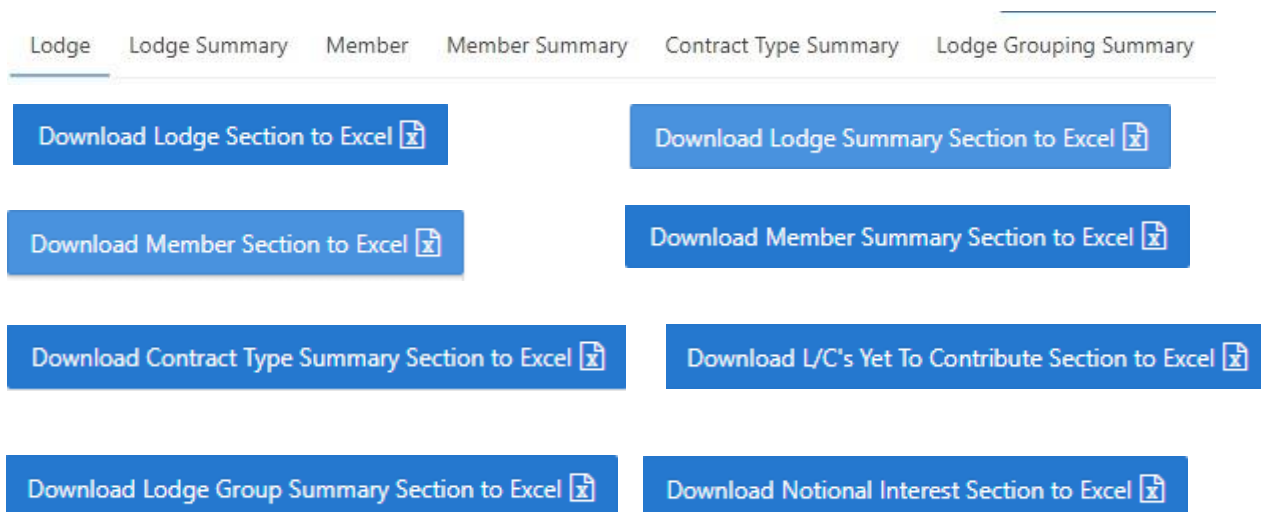 Lodge Lodge Summary Member Member Summary Contract Type Summary Lodge Grouping Summary
Download Lodge Section to Excel
Download Lodge Summary Section to Excel
Download Member Section to Excel
Download Member Summary Section to Excel
Download Contract Type Summary Section to Excel
Download L/C's Yet To Contribute Section to Excel
Download Lodge Group Summary Section to Excel
Download Notional Interest Section to Excel